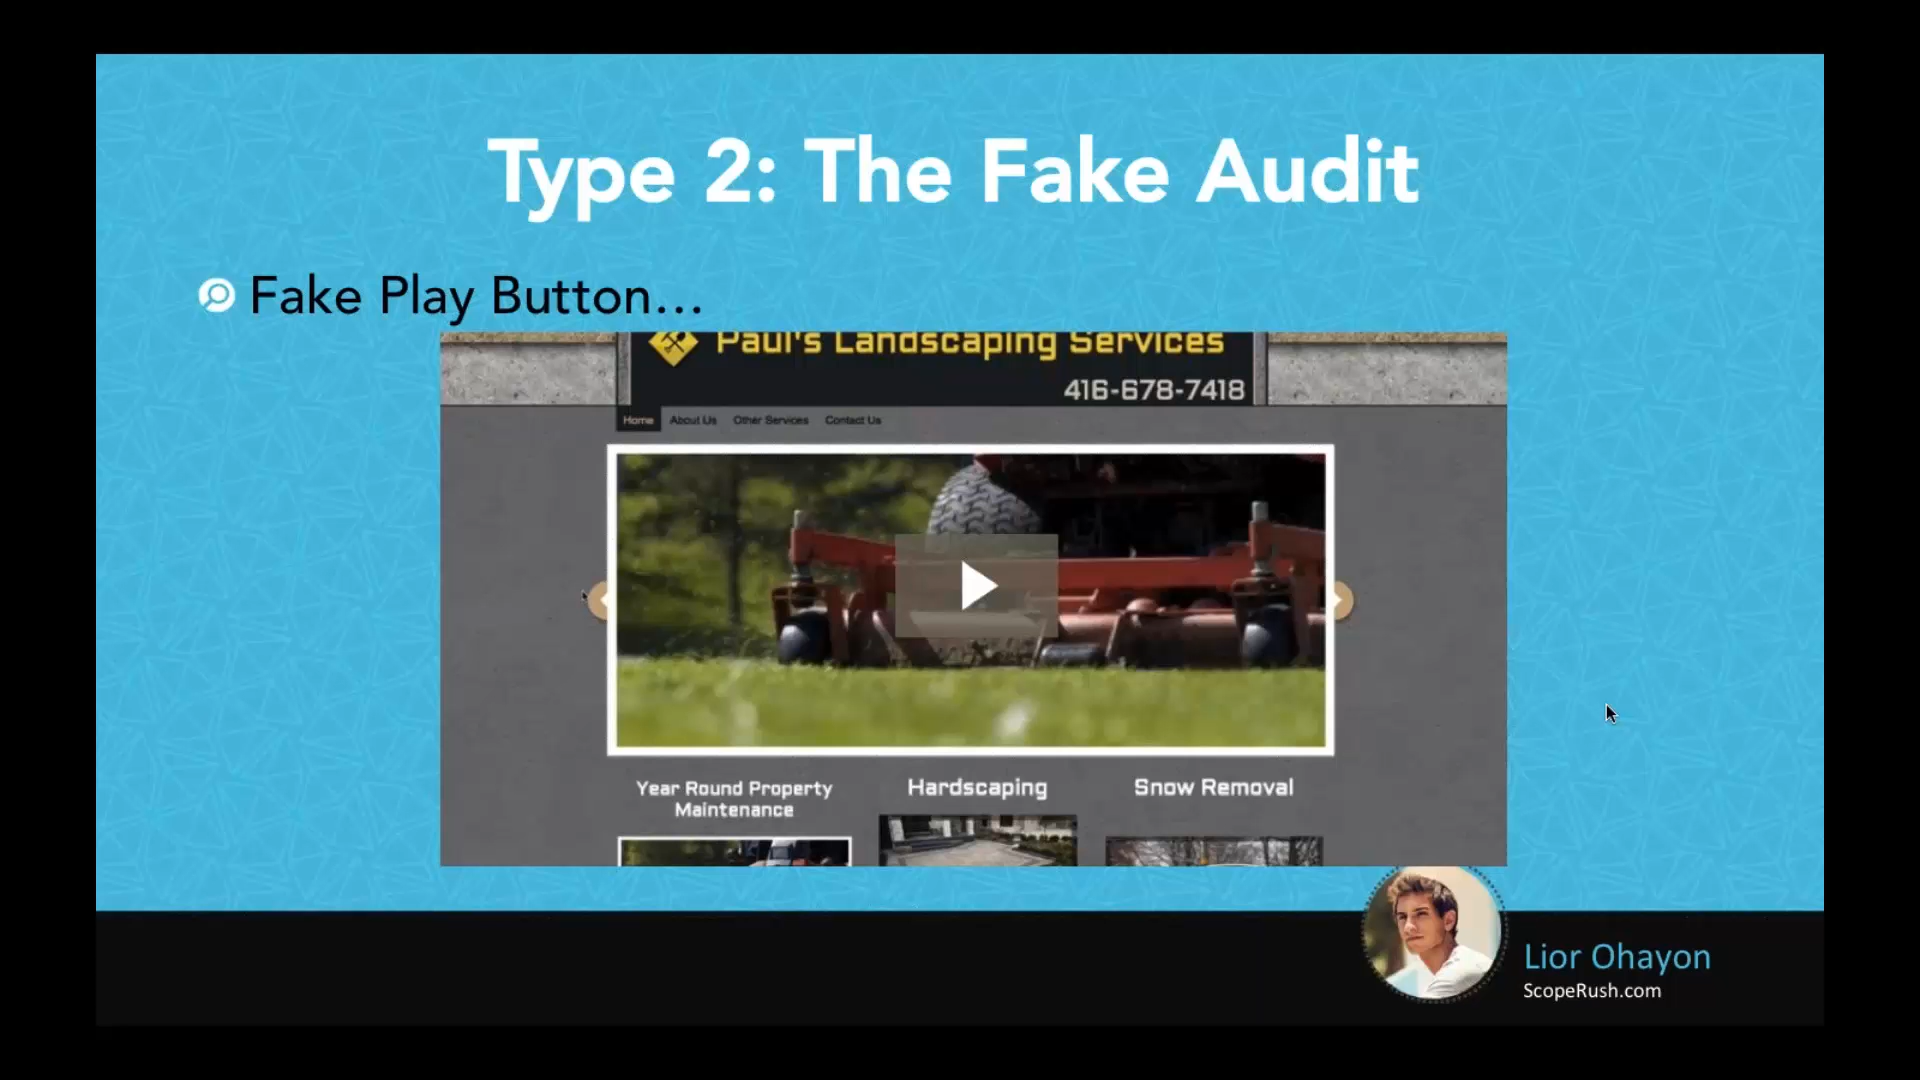 Type 2: The Fake Audit
Fake Play Button...
Paul's Landscaping Services
416-678-7418
Home About Us Other Services Contact Us
Year Round Property
Maintenance
Hardscaping
Snow Removal
Lior Ohayon
ScopeRush.com